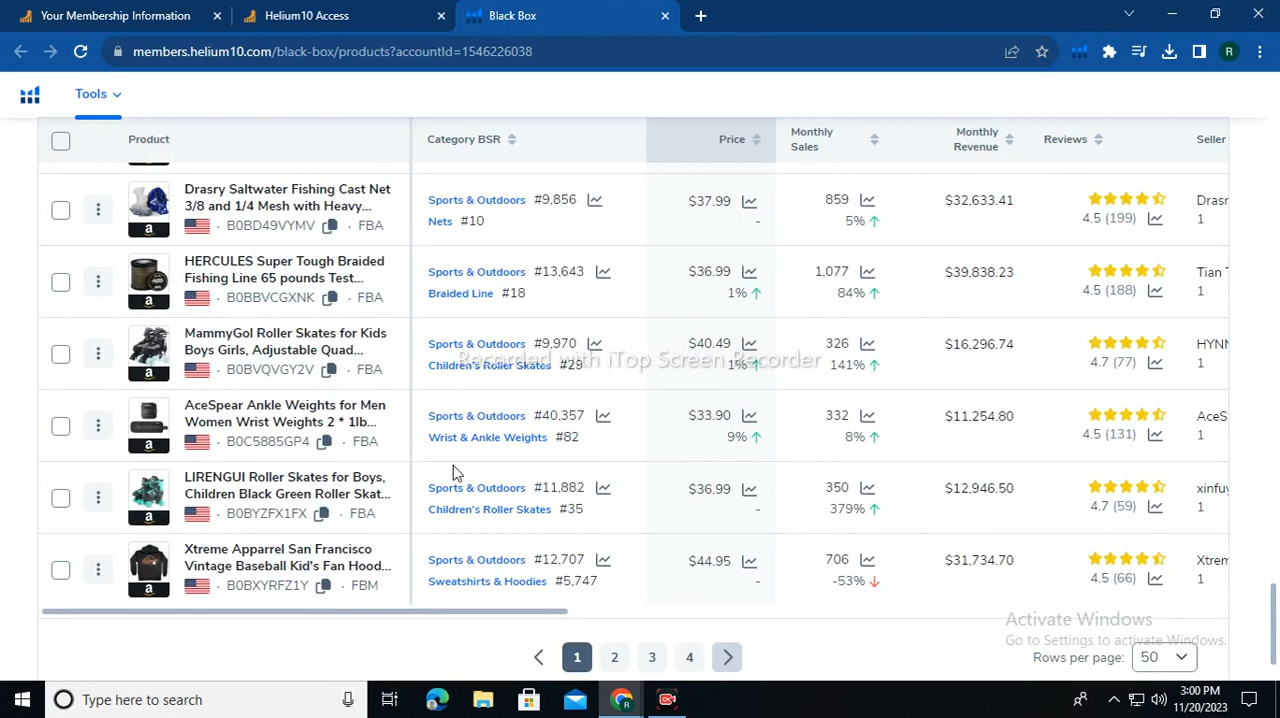 Your Membership Information
Helium10 Access
Black Box
members.helium10.com/black-box/products?accountId=1546226038
R
Tools
Product
Category BSR
Price
Monthly Sales
Monthly Revenue
Reviews
Seller
Drasry Saltwater Fishing Cast Net
3/8 and 1/4 Mesh with Heavy...
B0BD49VYMV · FBA
Sports & Outdoors #9,856
Nets #10
$37.99
-
859
5%
$32,633.41
4.5 (199)
Drasr
1
HERCULES Super Tough Braided
Fishing Line 65 pounds Test...
B0BBVCGXNK · FBA
Sports & Outdoors #13,643
Braided Line #18
$36.99
1%
1,077
84%
$39,838.23
4.5 (188)
Tian T
1
MammyGol Roller Skates for Kids
Boys Girls, Adjustable Quad...
B0BVQVGY2V · FBA
Sports & Outdoors #9,970
Children's Roller Skates #29
$40.49
1%
326
141%
$16,296.74
4.7 (77)
HYNN
1
Recorded with iTop Screen Recorder
AceSpear Ankle Weights for Men
Women Wrist Weights 2 * 1lb...
B0C5885GP4 · FBA
Sports & Outdoors #40,357
Wrist & Ankle Weights #82
$33.90
9%
332
8%
$11,254.80
4.5 (131)
AceS
1
LIRENGUI Roller Skates for Boys,
Children Black Green Roller Skat...
B0BYZFX1FX · FBA
Sports & Outdoors #11,882
Children's Roller Skates #35
$36.99
-
350
379%
$12,946.50
4.7 (59)
xinfuy
1
Xtreme Apparel San Francisco
Vintage Baseball Kid's Fan Hood...
B0BXYRFZ1Y · FBM
Sports & Outdoors #12,707
Sweatshirts & Hoodies #5,747
$44.95
-
706
-53%
$31,734.70
4.5 (66)
Xtrem
1
Activate Windows
Go to Settings to activate Windows.
1 2 3 4
Rows per page: 50
Type here to search
3:00 PM
11/20/2023